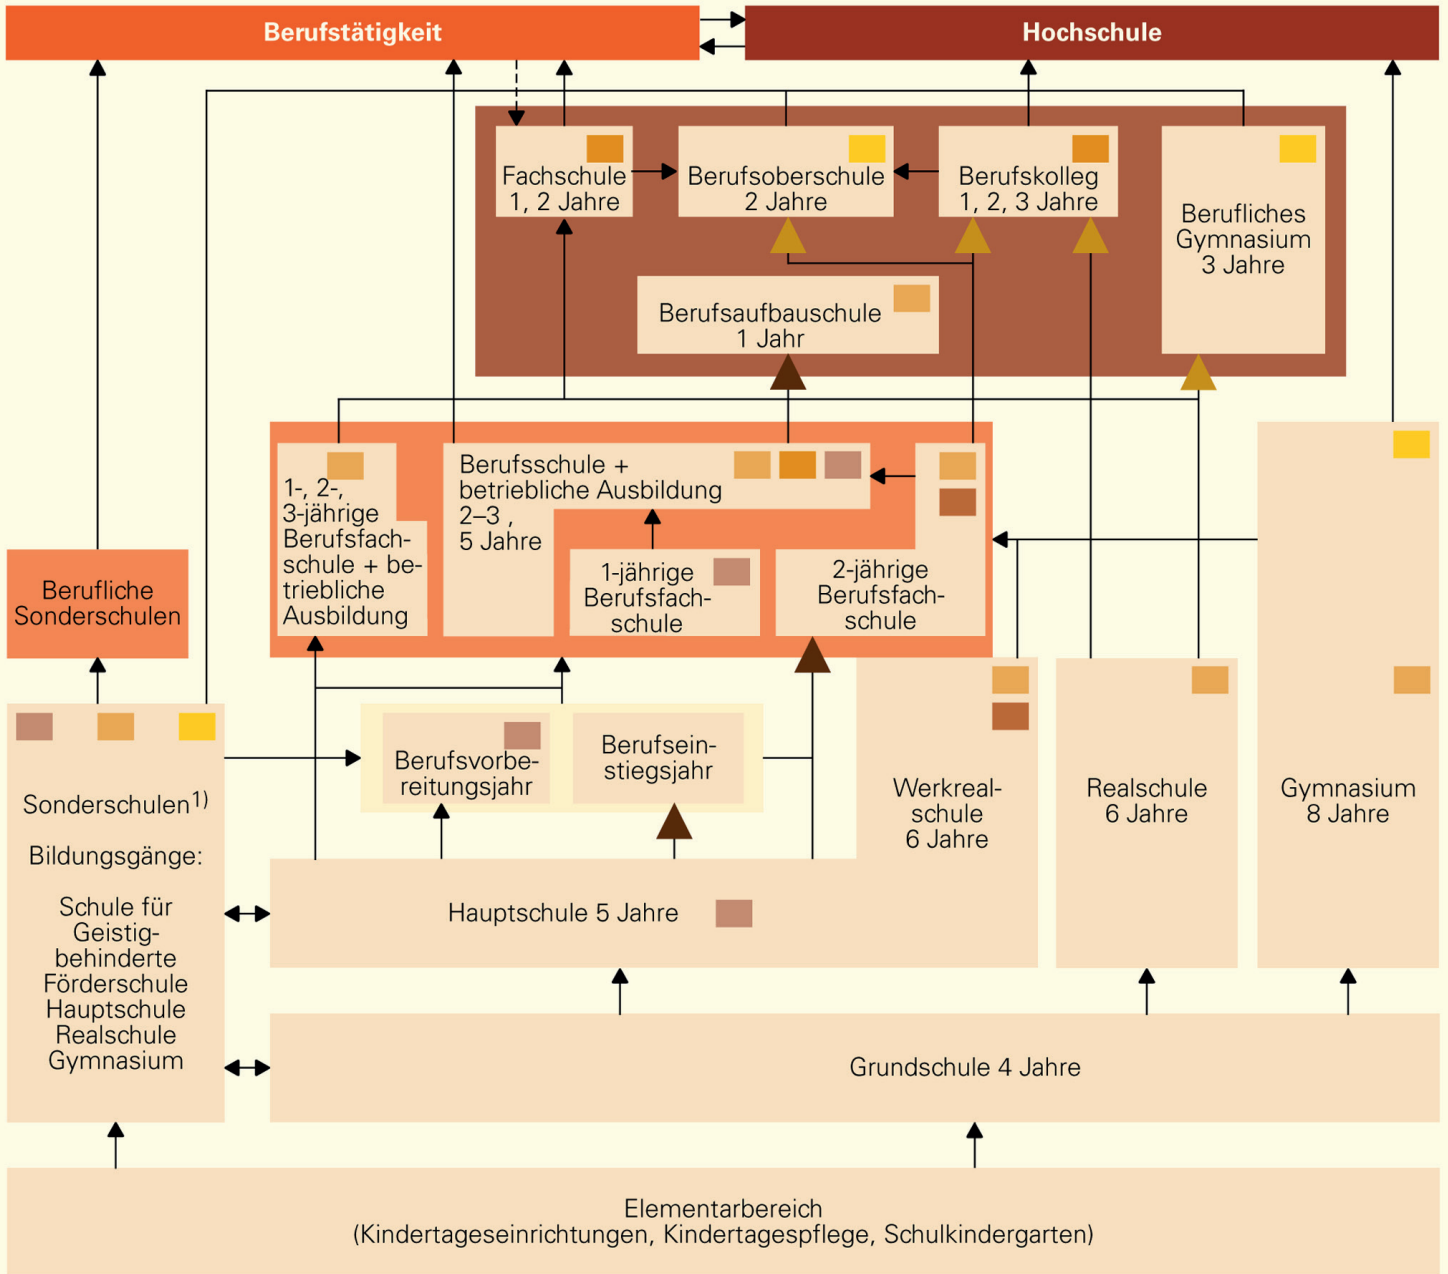 Berufstätigkeit
Hochschule
Fachschule
1, 2 Jahre
Berufsoberschule
2 Jahre
Berufskolleg
1, 2, 3 Jahre
Berufliches
Gymnasium
3 Jahre
Berufsaufbauschule
1 Jahr
1-, 2-,
3-jährige
Berufsfach-
schule + be-
triebliche
Ausbildung
Berufsschule +
betriebliche Ausbildung
2–3 ,
5 Jahre
1-jährige
Berufsfach-
schule
2-jährige
Berufsfach-
schule
Berufliche
Sonderschulen
Berufsvorbe-
reitungsjahr
Berufsein-
stiegsjahr
Werkreal-
schule
6 Jahre
Realschule
6 Jahre
Gymnasium
8 Jahre
Sonderschulen1)
Bildungsgänge:
Schule für
Geistig-
behinderte
Förderschule
Hauptschule
Realschule
Gymnasium
Hauptschule 5 Jahre
Grundschule 4 Jahre
Elementarbereich
(Kindertageseinrichtungen, Kindertagespflege, Schulkindergarten)